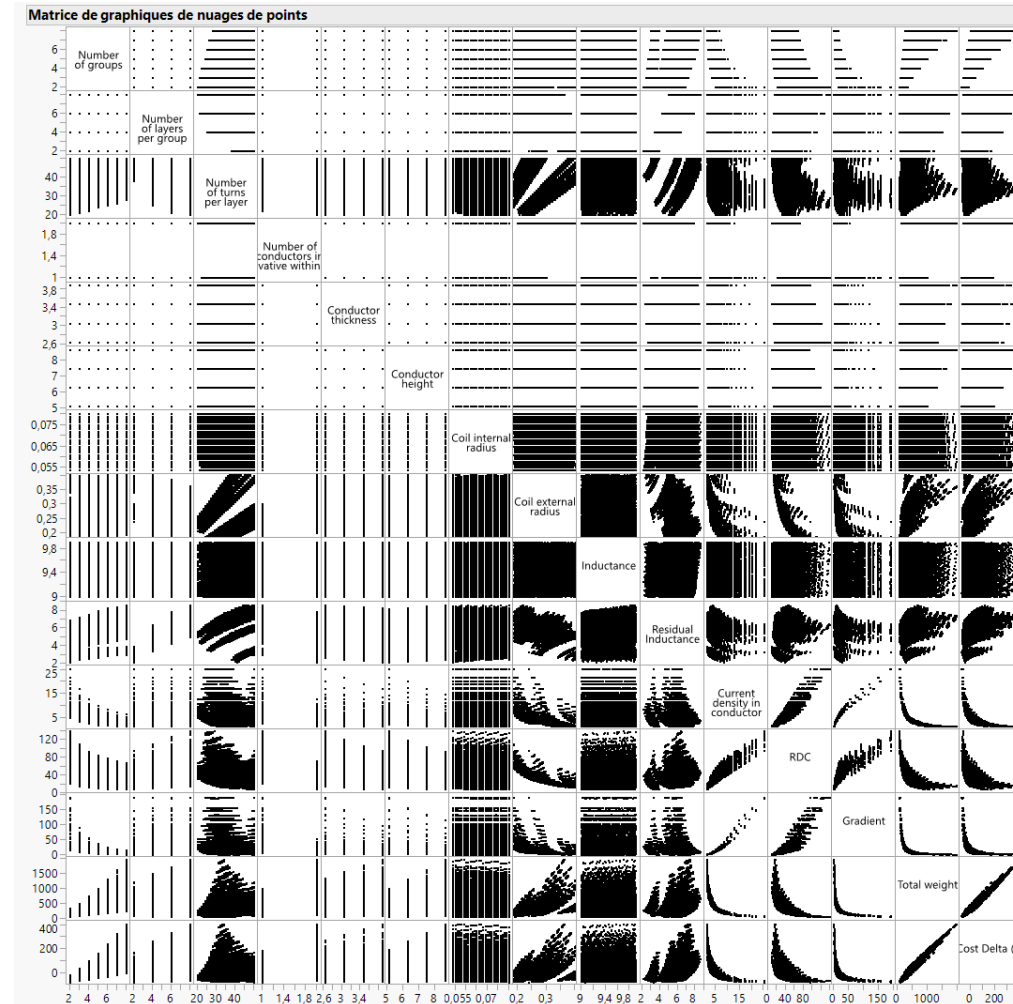 Matrice de graphiques de nuages de points
6
4
2
Number
of groups
6
4
2
Number
of layers
per group
40
30
20
Number
of turns
per layer
1,8
1,4
1
Number of
conductors in
vative within
3,8
3,4
3
2,6
Conductor
thickness
8
7
6
5
Conductor
height
0,075
0,065
0,055
Coil internal
radius
0,35
0,3
0,25
0,2
Coil external
radius
9,8
9,4
9
Inductance
8
6
4
2
Residual
Inductance
25
15
5
Current
density in
conductor
120
80
40
0
RDC
150
100
50
0
Gradient
1500
1000
500
0
Total weight
400
200
0
Cost Delta (
2 4 6 2 4 6 20 30 40 1 1,4 1,8 2,6 3 3,4 5 6 7 8 0,055 0,07 0,2 0,3 9 9,4 9,8 2 4 6 8 5 15 0 40 80 0 50 150 0 1000 0 200